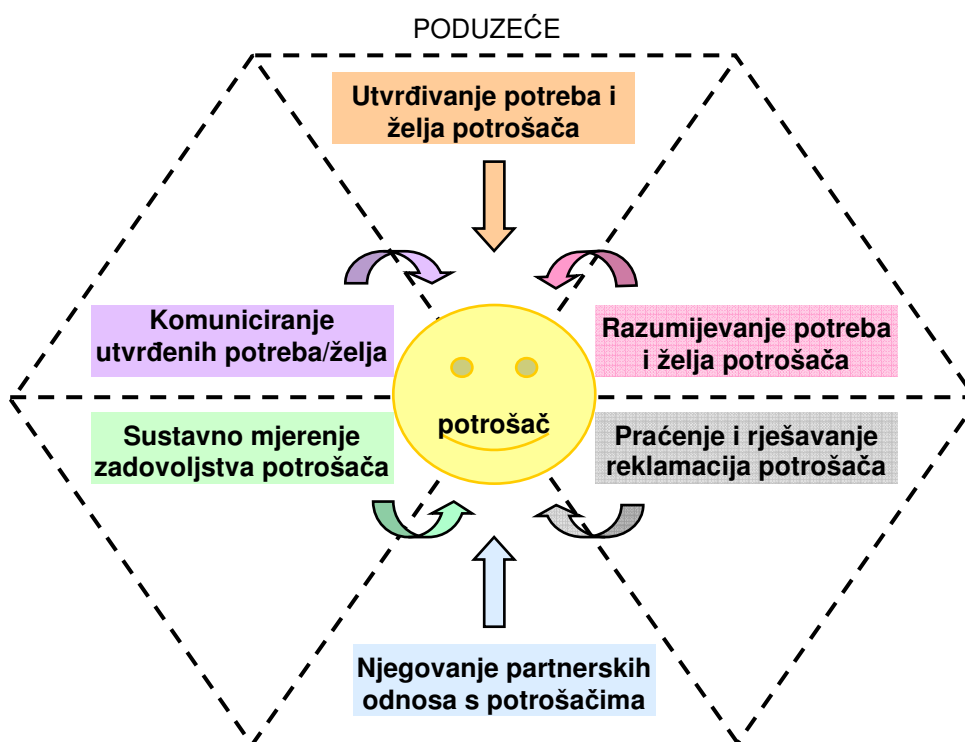 PODUZEĆE
Utvrđivanje potreba i
želja potrošača
Komuniciranje
utvrđenih potreba/želja
Razumijevanje potreba
i želja potrošača
potrošač
Sustavno mjerenje
zadovoljstva potrošača
Praćenje i rješavanje
reklamacija potrošača
Njegovanje partnerskih
odnosa s potrošačima